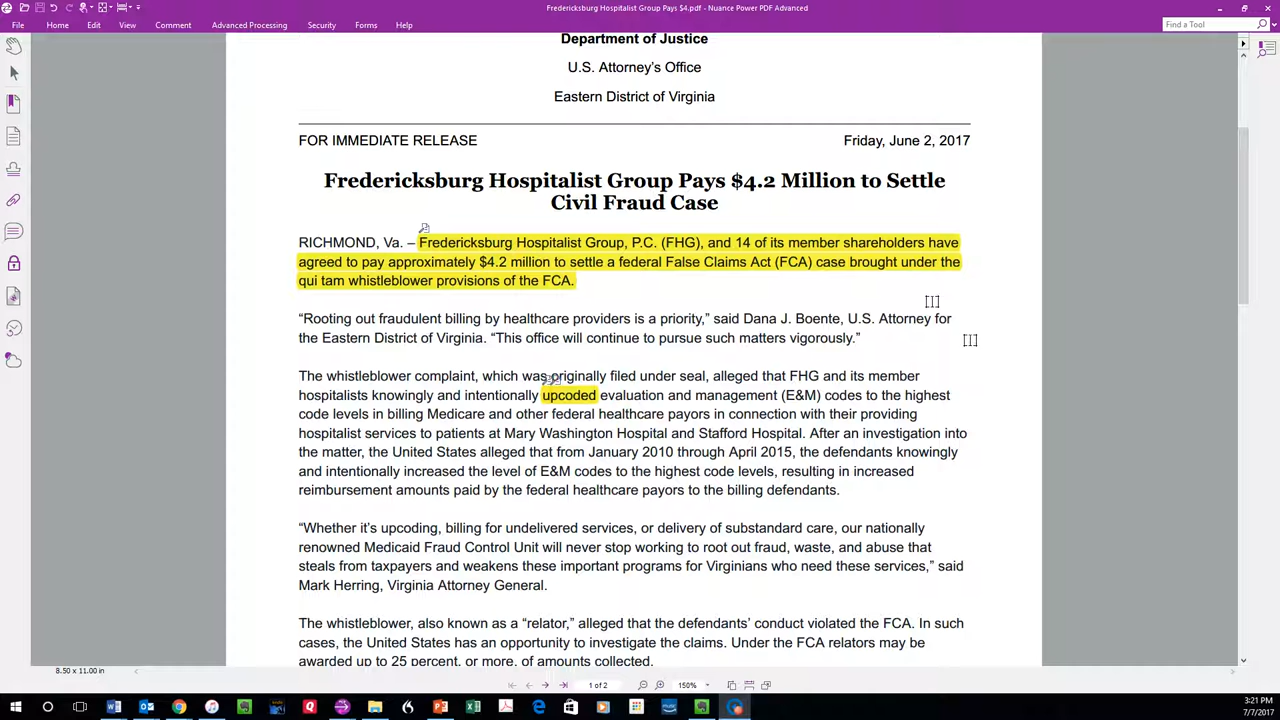 Fredericksburg Hospitalist Group Pays $4.pdf - Nuance Power PDF Advanced
File Home Edit View Comment Advanced Processing Security Forms Help
Find a Tool
Department of Justice
U.S. Attorney's Office
Eastern District of Virginia
FOR IMMEDIATE RELEASE Friday, June 2, 2017
Fredericksburg Hospitalist Group Pays $4.2 Million to Settle
Civil Fraud Case
RICHMOND, Va. – Fredericksburg Hospitalist Group, P.C. (FHG), and 14 of its member shareholders have
agreed to pay approximately $4.2 million to settle a federal False Claims Act (FCA) case brought under the
qui tam whistleblower provisions of the FCA.
“Rooting out fraudulent billing by healthcare providers is a priority,” said Dana J. Boente, U.S. Attorney for
the Eastern District of Virginia. “This office will continue to pursue such matters vigorously.”
The whistleblower complaint, which was originally filed under seal, alleged that FHG and its member
hospitalists knowingly and intentionally upcoded evaluation and management (E&M) codes to the highest
code levels in billing Medicare and other federal healthcare payors in connection with their providing
hospitalist services to patients at Mary Washington Hospital and Stafford Hospital. After an investigation into
the matter, the United States alleged that from January 2010 through April 2015, the defendants knowingly
and intentionally increased the level of E&M codes to the highest code levels, resulting in increased
reimbursement amounts paid by the federal healthcare payors to the billing defendants.
“Whether it’s upcoding, billing for undelivered services, or delivery of substandard care, our nationally
renowned Medicaid Fraud Control Unit will never stop working to root out fraud, waste, and abuse that
steals from taxpayers and weakens these important programs for Virginians who need these services,” said
Mark Herring, Virginia Attorney General.
The whistleblower, also known as a “relator,” alleged that the defendants’ conduct violated the FCA. In such
cases, the United States has an opportunity to investigate the claims. Under the FCA relators may be
awarded up to 25 percent, or more, of amounts collected.
8.50 x 11.00 in
1 of 2 150%
3:21 PM
7/7/2017